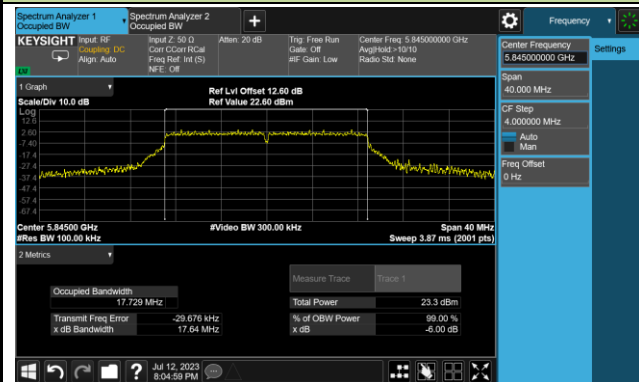 Spectrum Analyzer 1
Occupied BW
Spectrum Analyzer 2
Occupied BW
Frequency
KEYSIGHT
Input: RF
Coupling: DC
Align: Auto
Input Z: 50 Ω
Corr CCorr RCal
Freq Ref: Int (S)
NFE: Off
Atten: 20 dB
Trig: Free Run
Gate: Off
#IF Gain: Low
Center Freq: 5.845000000 GHz
Avg|Hold:>10/10
Radio Std: None
LXI
Center Frequency
5.845000000 GHz
Settings
Span
40.000 MHz
CF Step
4.000000 MHz
Auto
Man
Freq Offset
0 Hz
1 Graph
Scale/Div 10.0 dB
Ref Lvl Offset 12.60 dB
Ref Value 22.60 dBm
Log
12.6
2.60
-7.40
-17.4
-27.4
-37.4
-47.4
-57.4
-67.4
Center 5.84500 GHz
#Res BW 100.00 kHz
#Video BW 300.00 kHz
Span 40 MHz
Sweep 3.87 ms (2001 pts)
2 Metrics
Measure Trace
Trace 1
Occupied Bandwidth
17.729 MHz
Total Power
23.3 dBm
Transmit Freq Error
-29.676 kHz
% of OBW Power
99.00 %
x dB Bandwidth
17.64 MHz
x dB
-6.00 dB
Jul 12, 2023
8:04:59 PM